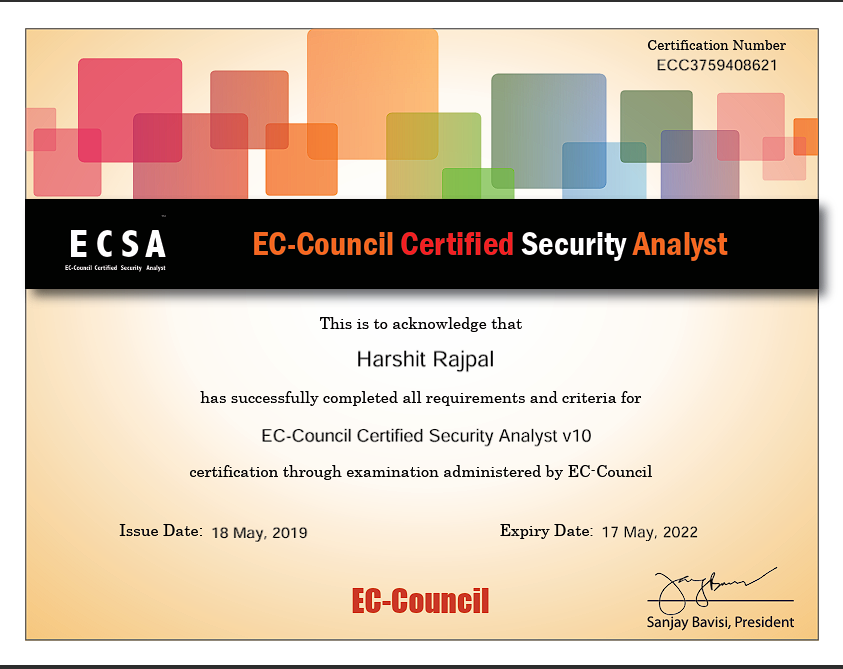 Certification Number
ECC3759408621
ECSA
EC-Council Certified Security Analyst
EC-Council Certified Security Analyst
This is to acknowledge that
Harshit Rajpal
has successfully completed all requirements and criteria for
EC-Council Certified Security Analyst v10
certification through examination administered by EC-Council
Issue Date: 18 May, 2019
Expiry Date: 17 May, 2022
EC-Council
Sanjay Bavisi, President